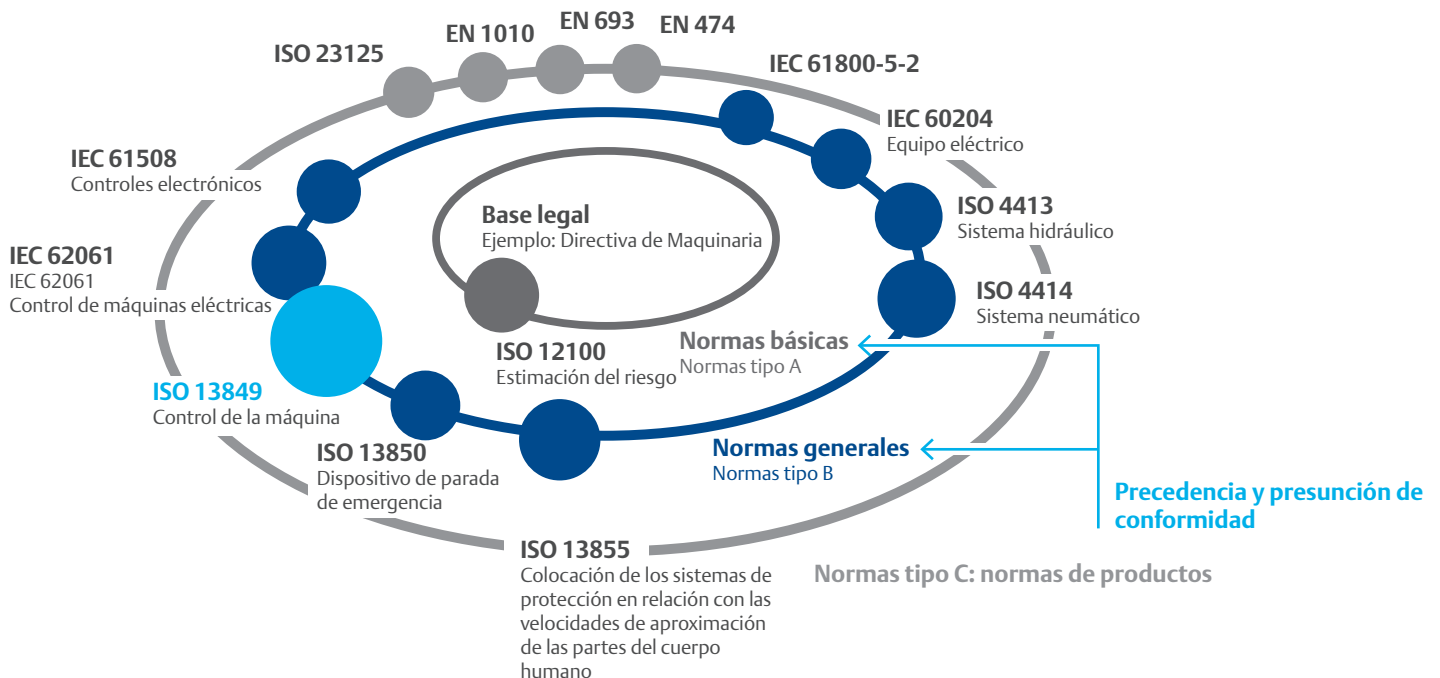 EN 693
EN 474
EN 1010
ISO 23125
IEC 61800-5-2
IEC 60204
Equipo eléctrico
IEC 61508
Controles electrónicos
ISO 4413
Sistema hidráulico
Base legal
Ejemplo: Directiva de Maquinaria
IEC 62061
IEC 62061
Control de máquinas eléctricas
ISO 4414
Sistema neumático
Normas básicas
Normas tipo A
ISO 12100
Estimación del riesgo
ISO 13849
Control de la máquina
ISO 13850
Dispositivo de parada
de emergencia
Normas generales
Normas tipo B
Precedencia y presunción de
conformidad
ISO 13855
Colocación de los sistemas de
protección en relación con las
velocidades de aproximación
de las partes del cuerpo
humano
Normas tipo C: normas de productos